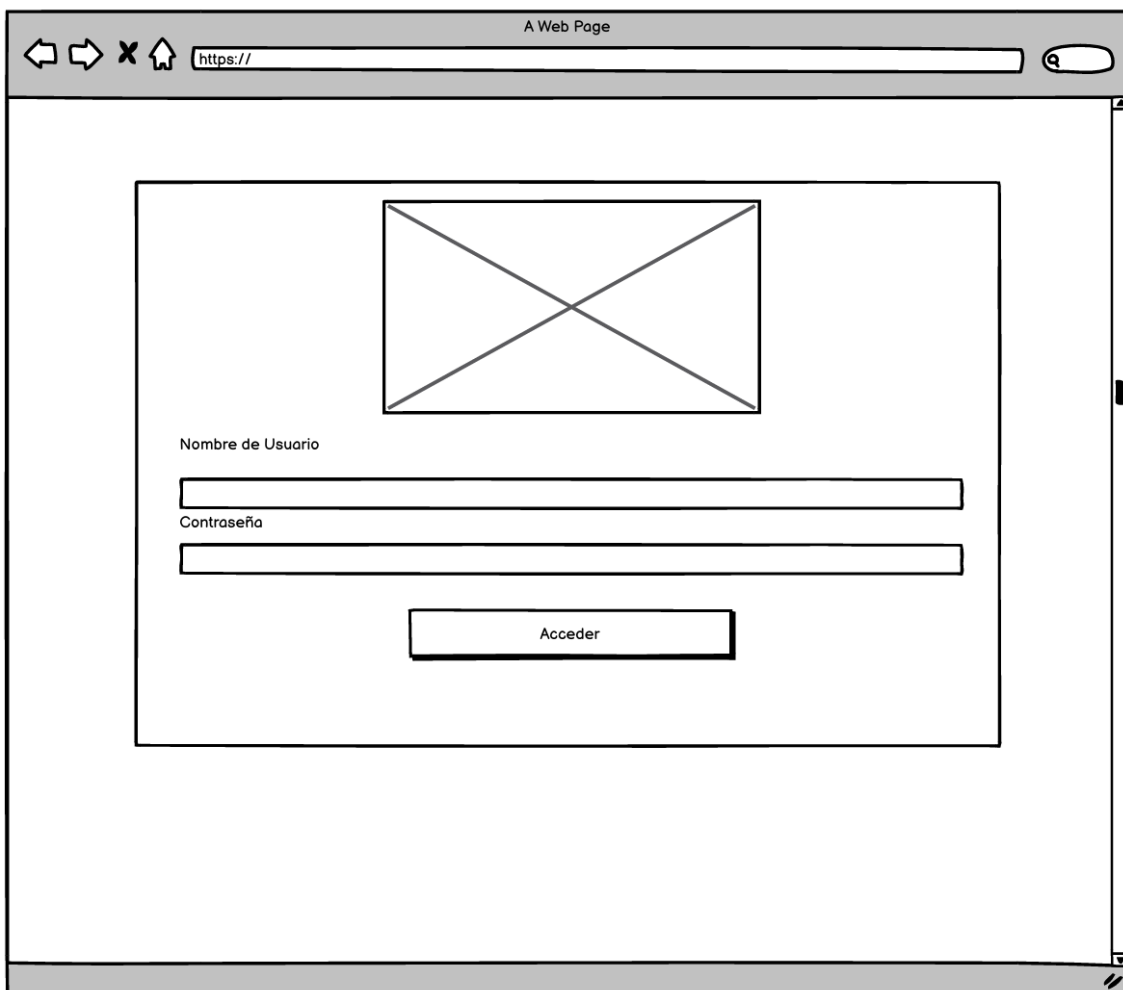 A Web Page
https://
Nombre de Usuario
Contraseña
Acceder